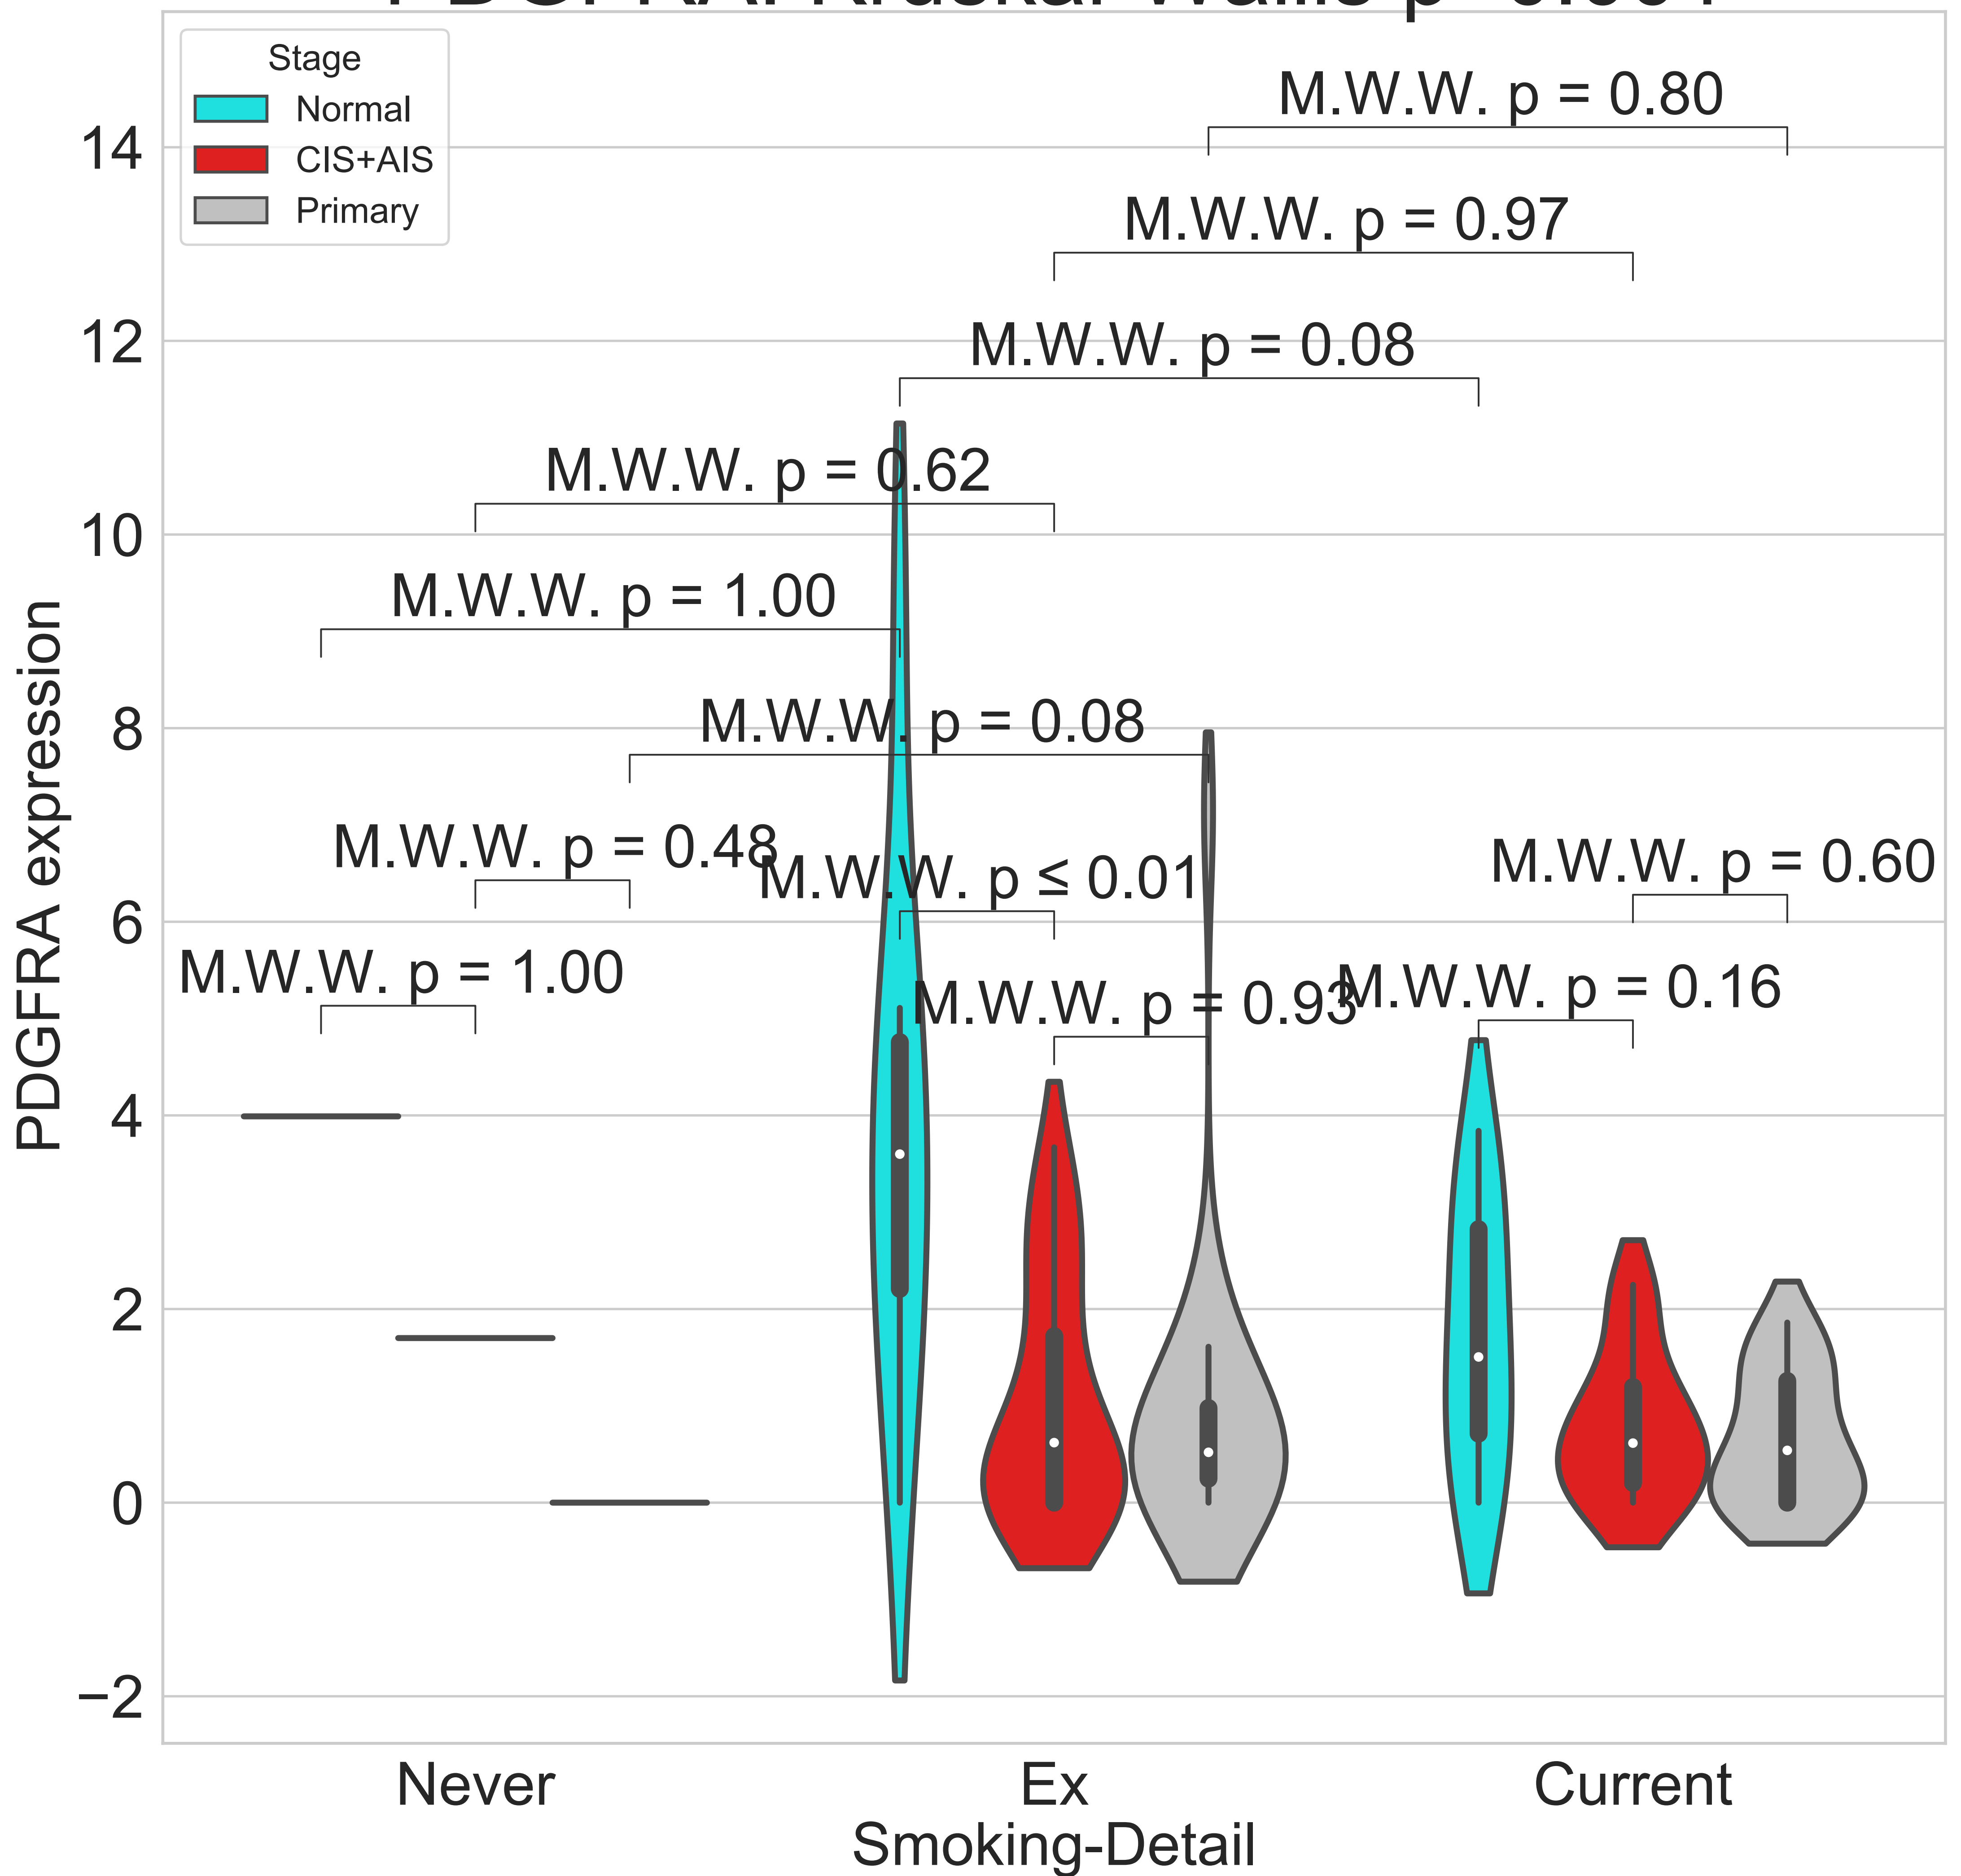 Stage
Normal
CIS+AIS
Primary
M.W.W. p = 0.80
M.W.W. p = 0.97
M.W.W. p = 0.08
M.W.W. p = 0.62
M.W.W. p = 1.00
M.W.W. p = 0.08
M.W.W. p = 0.48
M.W.W. p ≤ 0.01
M.W.W. p = 0.60
M.W.W. p = 1.00
M.W.W. p = 0.93
M.W.W. p = 0.16
14
12
10
8
6
4
2
0
−2
PDGFRA expression
Never
Ex
Current
Smoking-Detail